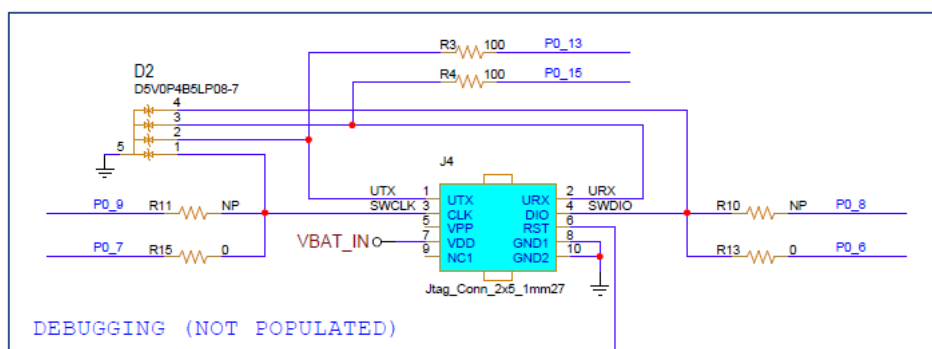 R3 100 P0_13
R4 100 P0_15
D2
D5V0P4B5LP08-7
4
3
2
5 1
J4
UTX 1 UTX URX 2 URX
SWCLK 3 CLK DIO 4 SWDIO
5 VPP RST 6
VBAT_IN 7 VDD GND1 8
9 NC1 GND2 10
Jtag_Conn_2x5_1mm27
P0_9 R11 NP
P0_7 R15 0
R10 NP P0_8
R13 0 P0_6
DEBUGGING (NOT POPULATED)